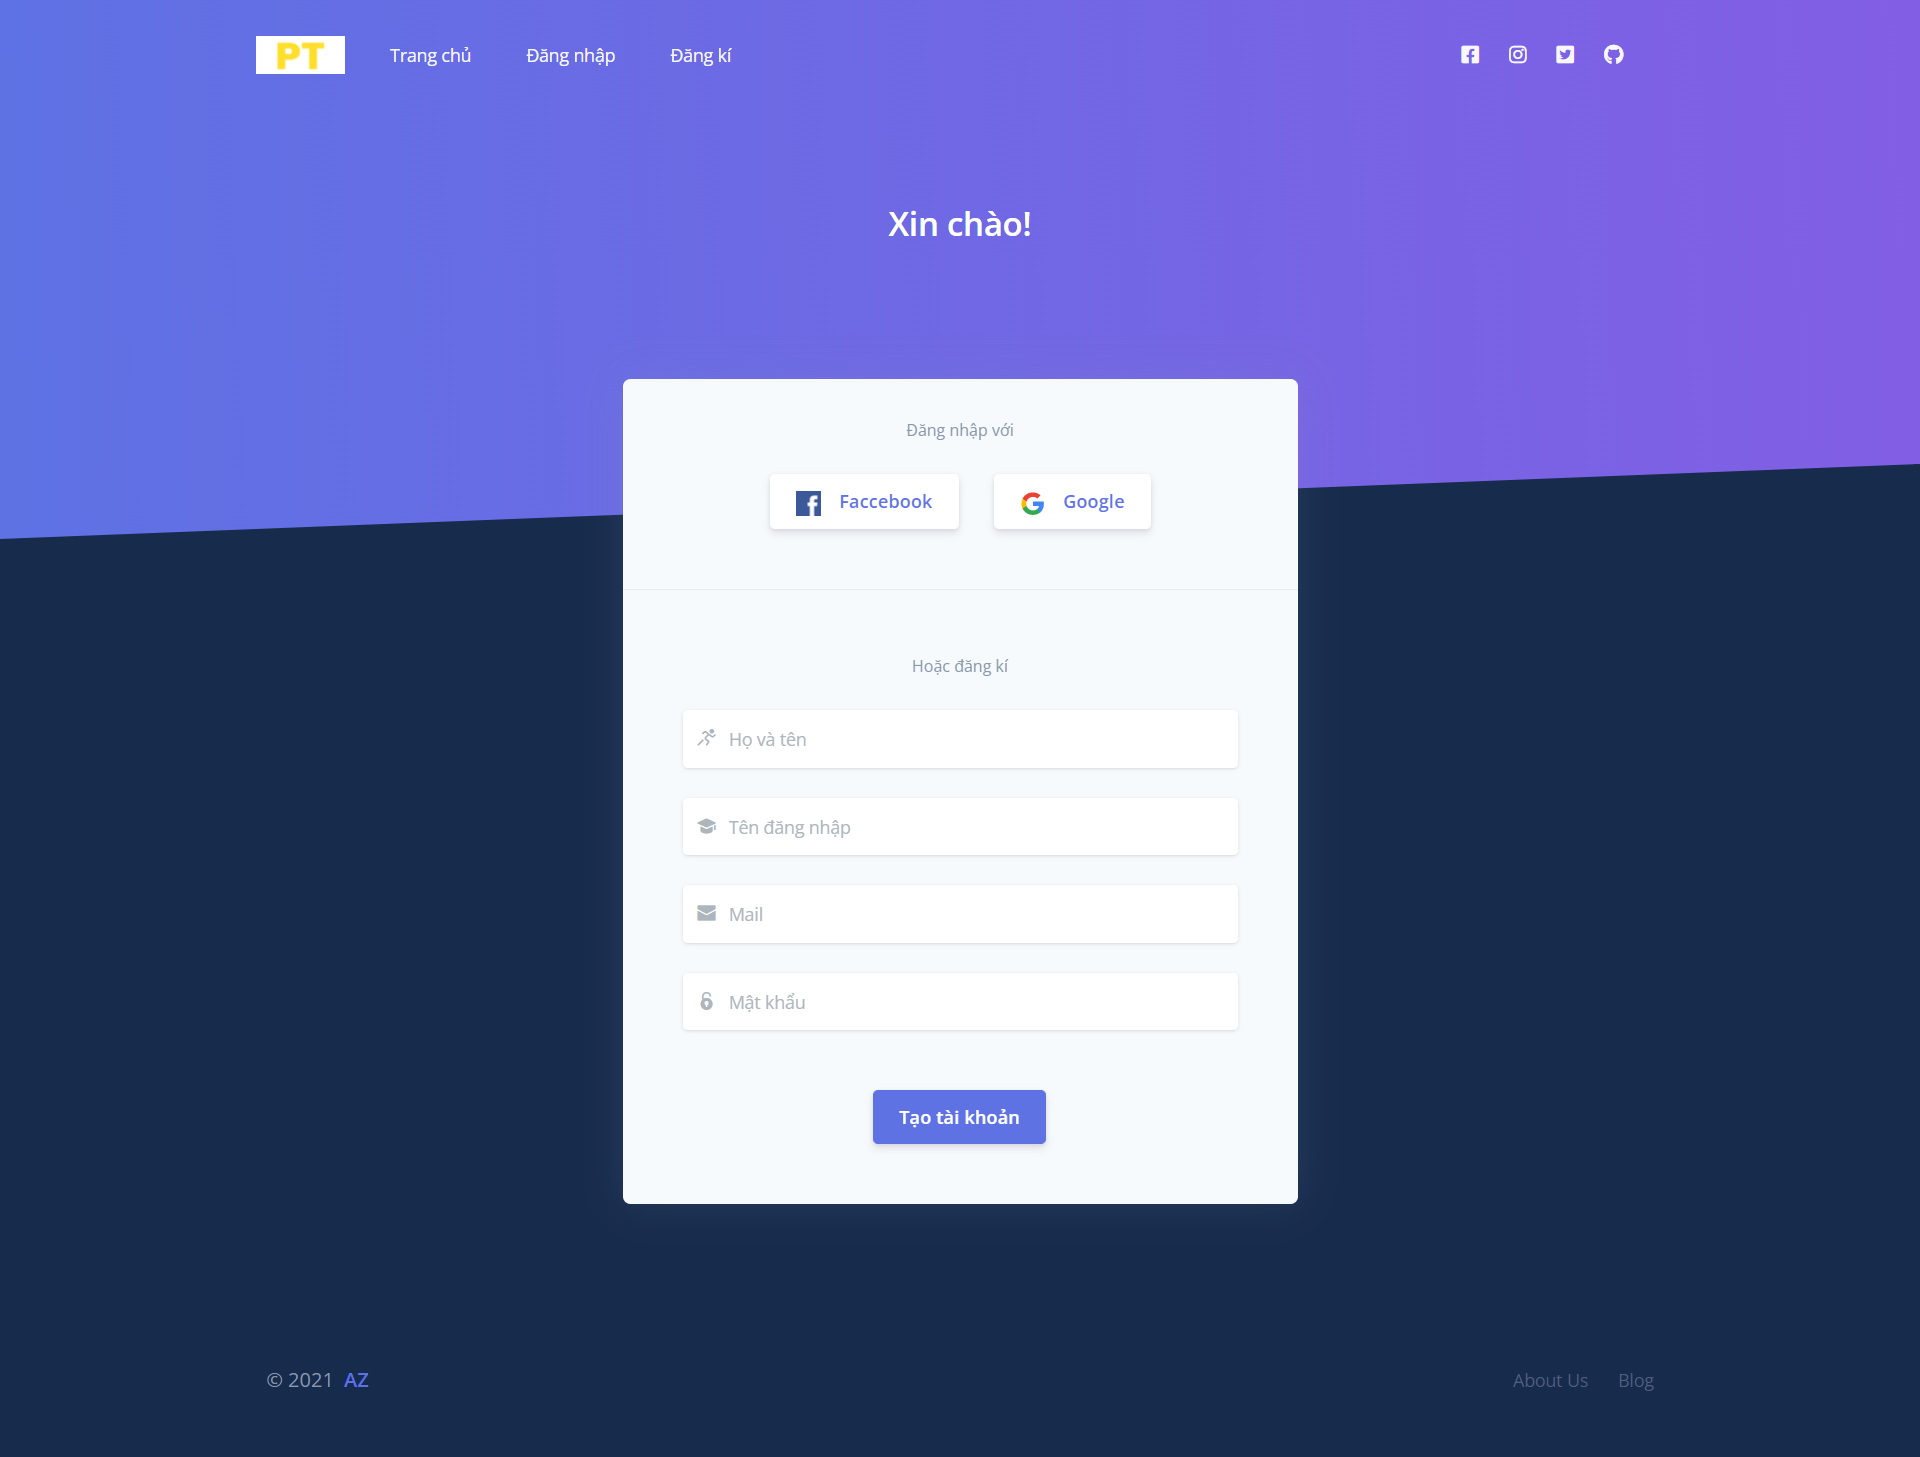 PT Trang chủ Đăng nhập Đăng kí
Xin chào!
Đăng nhập với
Faccebook Google
Hoặc đăng kí
Họ và tên
Tên đăng nhập
Mail
Mật khẩu
Tạo tài khoản
© 2021 AZ About Us Blog